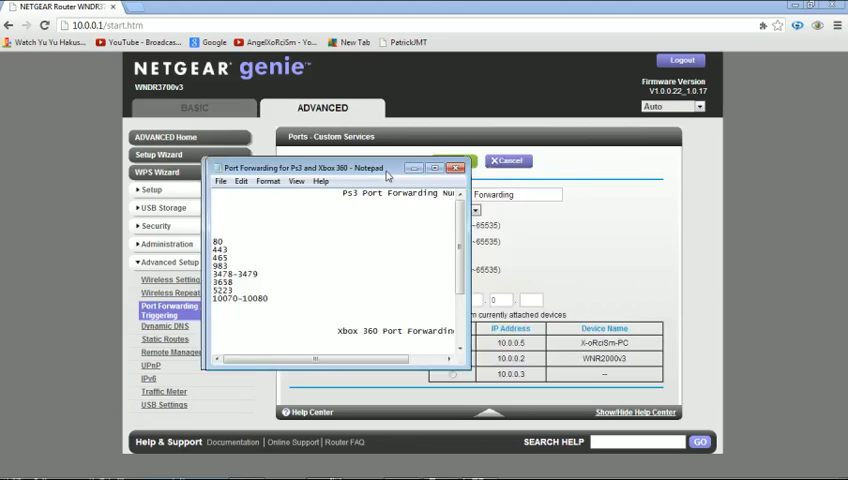 NETGEAR Router WNDR37
10.0.0.1/start.htm
Watch Yu Yu Hakus...
YouTube - Broadcas...
Google
AngelXoRciSm - Yo...
New Tab
PatrickJMT
NETGEAR genie
WNDR3700v3
Logout
Firmware Version
V1.0.0.22_1.0.17
Auto
BASIC
ADVANCED
ADVANCED Home
Setup Wizard
WPS Wizard
Setup
USB Storage
Security
Administration
Advanced Setup
Wireless Setting
Wireless Repeat
Port Forwarding
Triggering
Dynamic DNS
Static Routes
Remote Manage
UPnP
IPv6
Traffic Meter
USB Settings
Ports - Custom Services
Cancel
Forwarding
~65535)
~65535)
~65535)
. 0 .
m currently attached devices
IP Address
Device Name
10.0.0.5
X-oRciSm-PC
10.0.0.2
WNR2000v3
10.0.0.3
--
Port Forwarding for Ps3 and Xbox 360 - Notepad
File Edit Format View Help
Ps3 Port Forwarding Num
80
443
465
983
3478-3479
3658
5223
10070-10080
Xbox 360 Port Forwarding
Help Center
Show/Hide Help Center
Help & Support
Documentation | Online Support | Router FAQ
SEARCH HELP
GO